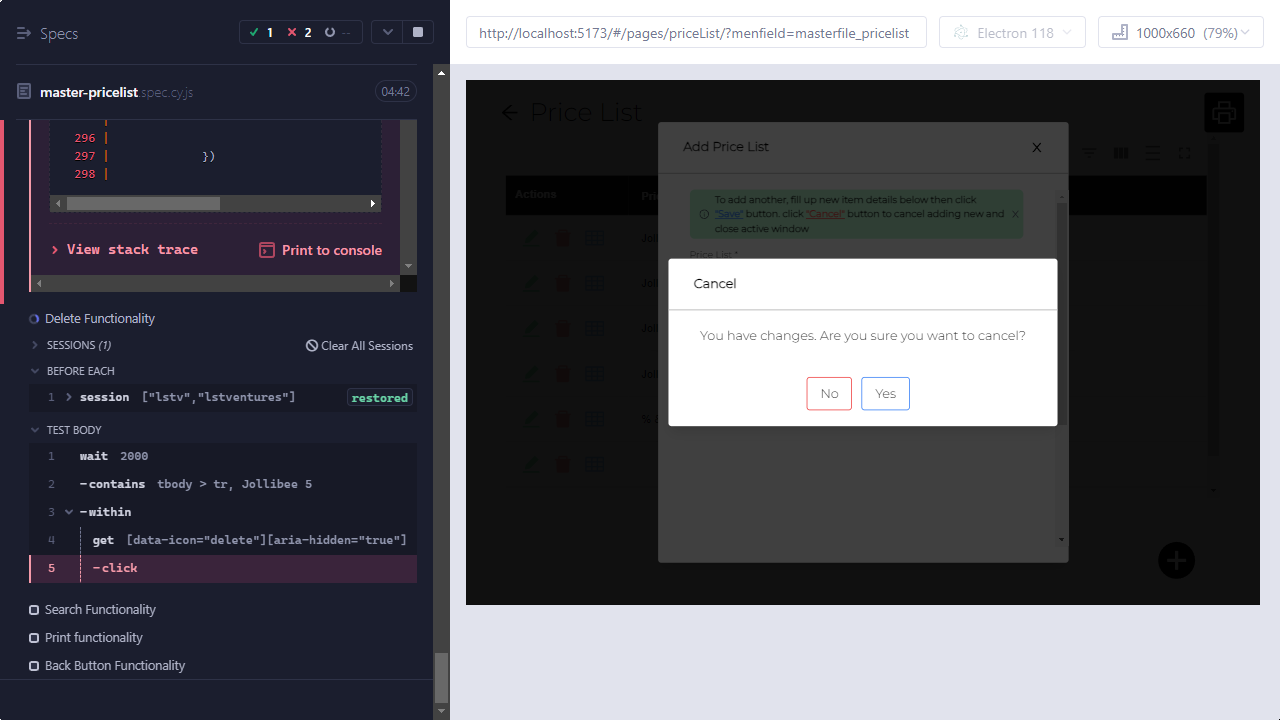 Specs
1
2
--
master-pricelist.spec.cy.js
04:42
296 |
297 | })
298 |
View stack trace
Print to console
Delete Functionality
SESSIONS (1)
Clear All Sessions
BEFORE EACH
1 session ["lstv","lstventures"] restored
TEST BODY
1 wait 2000
2 -contains tbody > tr, Jollibee 5
3 -within
4 get [data-icon="delete"][aria-hidden="true"]
5 -click
Search Functionality
Print functionality
Back Button Functionality
http://localhost:5173/#/pages/priceList/?menfield=masterfile_pricelist
Electron 118
1000x660 (79%)
Price List
Add Price List
X
Actions
To add another, fill up new item details below then click
"Save" button. click "Cancel" button to cancel adding new and
close active window
X
Price List *
Cancel
You have changes. Are you sure you want to cancel?
No
Yes